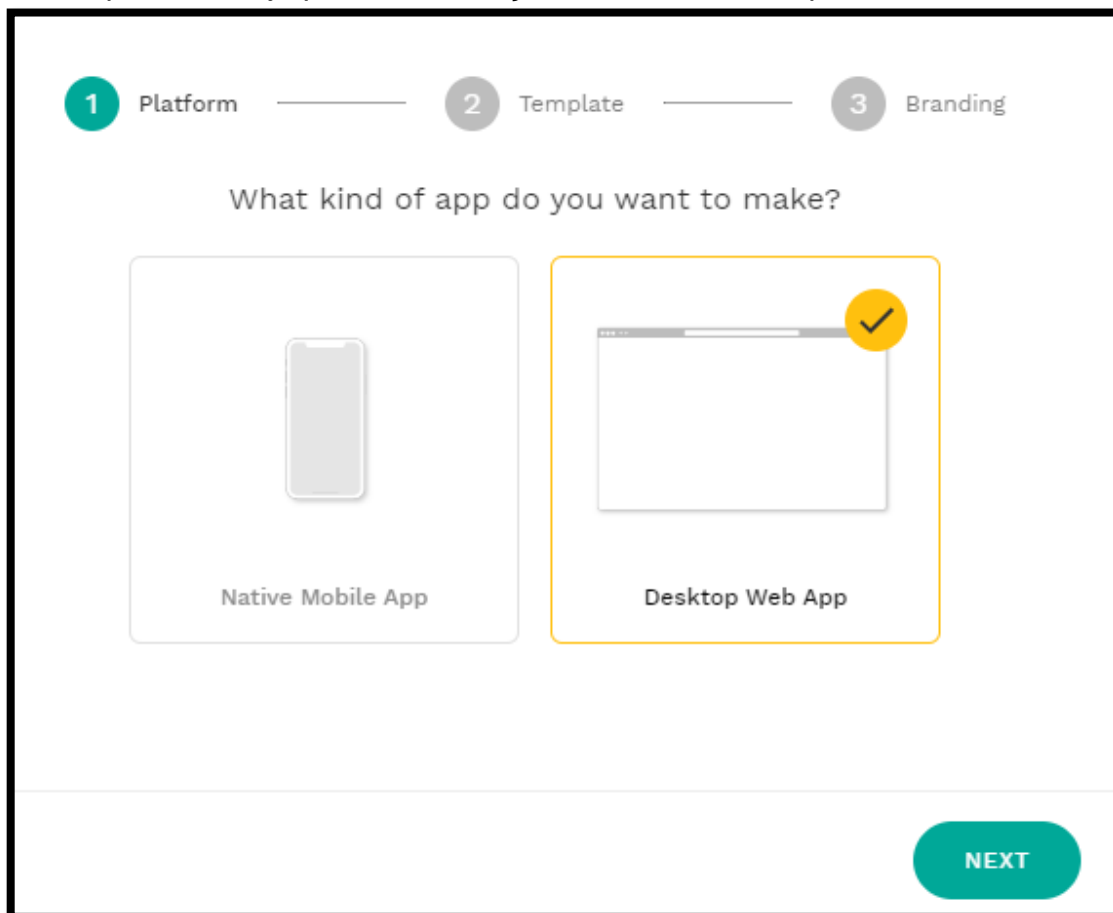 1 Platform 2 Template 3 Branding
What kind of app do you want to make?
Native Mobile App Desktop Web App
NEXT